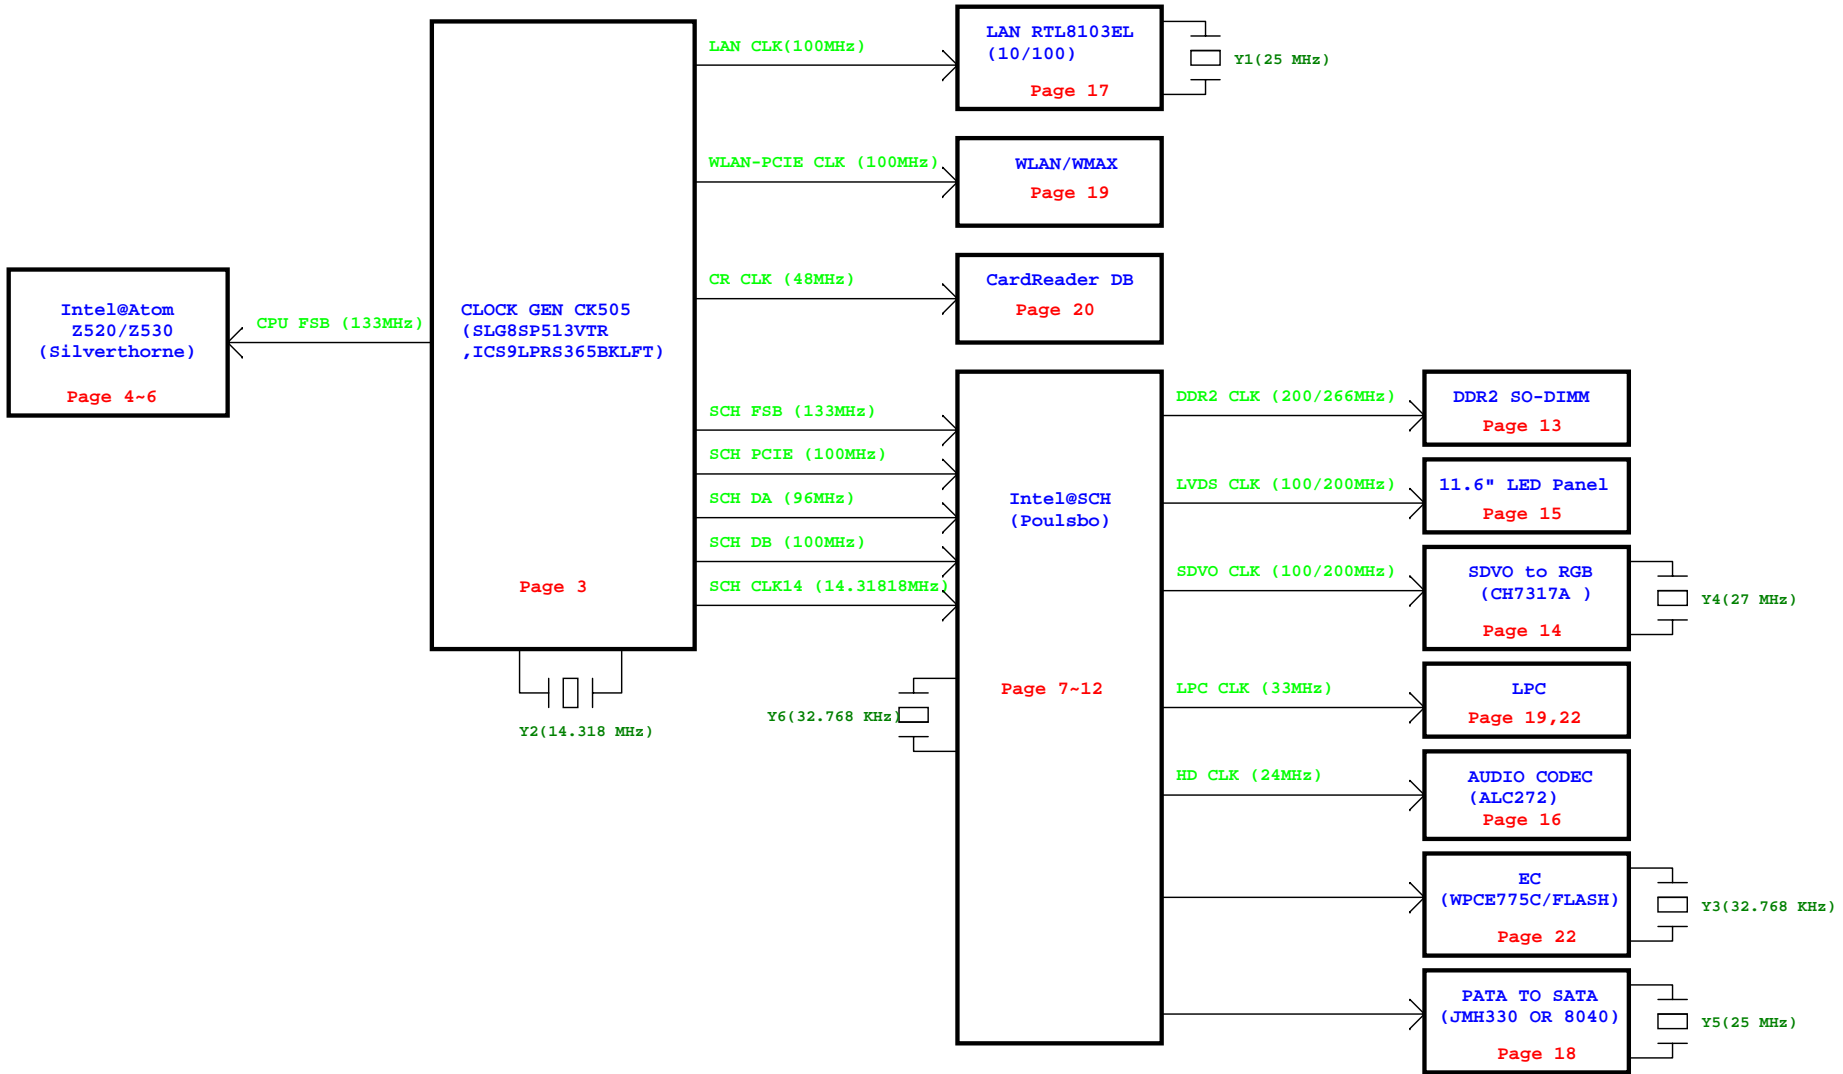 LAN CLK(100MHz)
LAN RTL8103EL
(10/100)
Page 17
Y1(25 MHz)
WLAN-PCIE CLK (100MHz)
WLAN/WMAX
Page 19
CR CLK (48MHz)
CardReader DB
Page 20
Intel@Atom
Z520/Z530
(Silverthorne)
Page 4~6
CPU FSB (133MHz)
CLOCK GEN CK505
(SLG8SP513VTR
,ICS9LPRS365BKLFT)
Page 3
Y2(14.318 MHz)
SCH FSB (133MHz)
SCH PCIE (100MHz)
SCH DA (96MHz)
SCH DB (100MHz)
SCH CLK14 (14.31818MHz)
Y6(32.768 KHz)
Intel@SCH
(Poulsbo)
Page 7~12
DDR2 CLK (200/266MHz)
DDR2 SO-DIMM
Page 13
LVDS CLK (100/200MHz)
11.6" LED Panel
Page 15
SDVO CLK (100/200MHz)
SDVO to RGB
(CH7317A )
Page 14
Y4(27 MHz)
LPC CLK (33MHz)
LPC
Page 19,22
HD CLK (24MHz)
AUDIO CODEC
(ALC272)
Page 16
EC
(WPCE775C/FLASH)
Page 22
Y3(32.768 KHz)
PATA TO SATA
(JMH330 OR 8040)
Page 18
Y5(25 MHz)